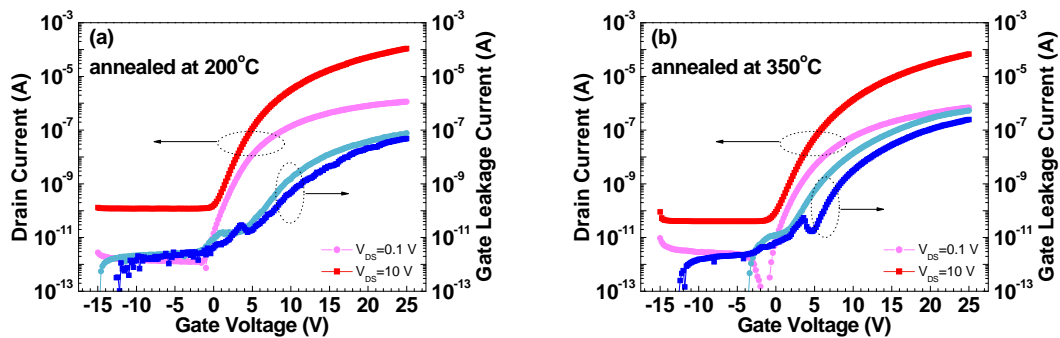 (a)
annealed at 200°C
Drain Current (A)
10⁻³
10⁻⁵
10⁻⁷
10⁻⁹
10⁻¹¹
10⁻¹³
-15 -10 -5 0 5 10 15 20 25
Gate Voltage (V)
10⁻³
10⁻⁵
10⁻⁷
10⁻⁹
10⁻¹¹
10⁻¹³
Gate Leakage Current (A)
V_DS=0.1 V
V_DS=10 V
(b)
annealed at 350°C
Drain Current (A)
10⁻³
10⁻⁵
10⁻⁷
10⁻⁹
10⁻¹¹
10⁻¹³
-15 -10 -5 0 5 10 15 20 25
Gate Voltage (V)
10⁻³
10⁻⁵
10⁻⁷
10⁻⁹
10⁻¹¹
10⁻¹³
Gate Leakage Current (A)
V_DS=0.1 V
V_DS=10 V